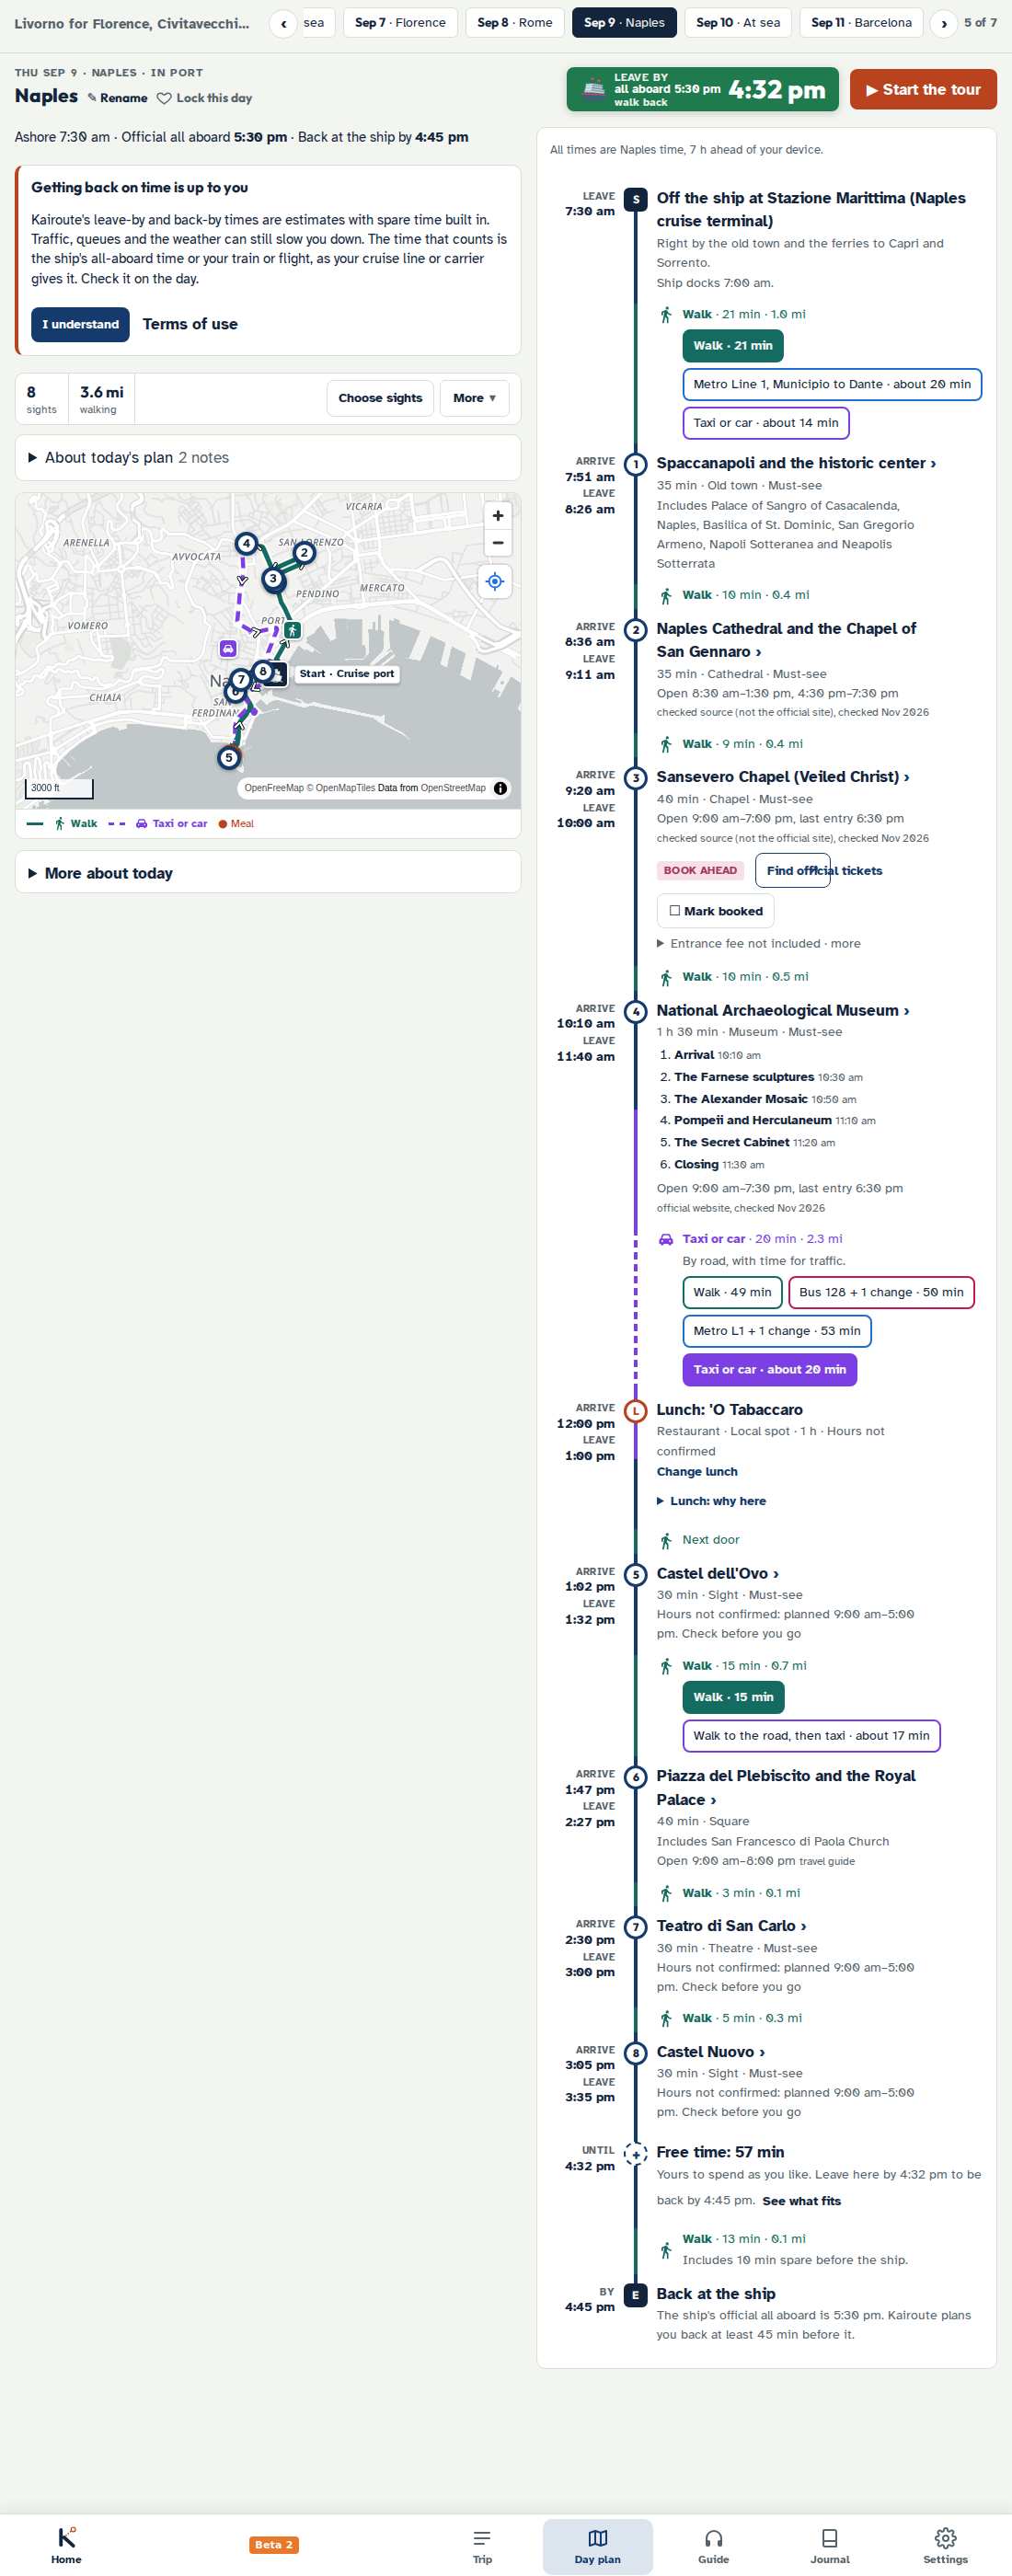 Livorno for Florence, Civitavecchi...
‹
sea
Sep 7 · Florence
Sep 8 · Rome
Sep 9 · Naples
Sep 10 · At sea
Sep 11 · Barcelona
›
5 of 7
THU SEP 9 · NAPLES · IN PORT
Naples ✎ Rename ♡ Lock this day
LEAVE BY
all aboard 5:30 pm
walk back
4:32 pm
▶ Start the tour
Ashore 7:30 am · Official all aboard 5:30 pm · Back at the ship by 4:45 pm
Getting back on time is up to you
Kairoute's leave-by and back-by times are estimates with spare time built in.
Traffic, queues and the weather can still slow you down. The time that counts is
the ship's all-aboard time or your train or flight, as your cruise line or carrier
gives it. Check it on the day.
I understand
Terms of use
8
sights
3.6 mi
walking
Choose sights
More ▼
▶ About today's plan 2 notes
VICARIA
ARENELLA
AVVOCATA
SAN LORENZO
4
2
3
PENDINO
MERCATO
VOMERO
PORT
8
7
6
Start · Cruise port
Na
CHIAIA
SAN
FERDINAN
5
+
−
3000 ft
OpenFreeMap © OpenMapTiles Data from OpenStreetMap
Walk
Taxi or car
Meal
▶ More about today
All times are Naples time, 7 h ahead of your device.
LEAVE
7:30 am
S
Off the ship at Stazione Marittima (Naples
cruise terminal)
Right by the old town and the ferries to Capri and
Sorrento.
Ship docks 7:00 am.
Walk · 21 min · 1.0 mi
Walk · 21 min
Metro Line 1, Municipio to Dante · about 20 min
Taxi or car · about 14 min
ARRIVE
7:51 am
LEAVE
8:26 am
1
Spaccanapoli and the historic center ›
35 min · Old town · Must-see
Includes Palace of Sangro of Casacalenda,
Naples, Basilica of St. Dominic, San Gregorio
Armeno, Napoli Sotteranea and Neapolis
Sotterrata
Walk · 10 min · 0.4 mi
ARRIVE
8:36 am
LEAVE
9:11 am
2
Naples Cathedral and the Chapel of
San Gennaro ›
35 min · Cathedral · Must-see
Open 8:30 am–1:30 pm, 4:30 pm–7:30 pm
checked source (not the official site), checked Nov 2026
Walk · 9 min · 0.4 mi
ARRIVE
9:20 am
LEAVE
10:00 am
3
Sansevero Chapel (Veiled Christ) ›
40 min · Chapel · Must-see
Open 9:00 am–7:00 pm, last entry 6:30 pm
checked source (not the official site), checked Nov 2026
BOOK AHEAD
Find official tickets
☐ Mark booked
▶ Entrance fee not included · more
Walk · 10 min · 0.5 mi
ARRIVE
10:10 am
LEAVE
11:40 am
4
National Archaeological Museum ›
1 h 30 min · Museum · Must-see
1. Arrival 10:10 am
2. The Farnese sculptures 10:30 am
3. The Alexander Mosaic 10:50 am
4. Pompeii and Herculaneum 11:10 am
5. The Secret Cabinet 11:20 am
6. Closing 11:30 am
Open 9:00 am–7:30 pm, last entry 6:30 pm
official website, checked Nov 2026
Taxi or car · 20 min · 2.3 mi
By road, with time for traffic.
Walk · 49 min
Bus 128 + 1 change · 50 min
Metro L1 + 1 change · 53 min
Taxi or car · about 20 min
ARRIVE
12:00 pm
LEAVE
1:00 pm
L
Lunch: 'O Tabaccaro
Restaurant · Local spot · 1 h · Hours not
confirmed
Change lunch
▶ Lunch: why here
Next door
ARRIVE
1:02 pm
LEAVE
1:32 pm
5
Castel dell'Ovo ›
30 min · Sight · Must-see
Hours not confirmed: planned 9:00 am–5:00
pm. Check before you go
Walk · 15 min · 0.7 mi
Walk · 15 min
Walk to the road, then taxi · about 17 min
ARRIVE
1:47 pm
LEAVE
2:27 pm
6
Piazza del Plebiscito and the Royal
Palace ›
40 min · Square
Includes San Francesco di Paola Church
Open 9:00 am–8:00 pm travel guide
Walk · 3 min · 0.1 mi
ARRIVE
2:30 pm
LEAVE
3:00 pm
7
Teatro di San Carlo ›
30 min · Theatre · Must-see
Hours not confirmed: planned 9:00 am–5:00
pm. Check before you go
Walk · 5 min · 0.3 mi
ARRIVE
3:05 pm
LEAVE
3:35 pm
8
Castel Nuovo ›
30 min · Sight · Must-see
Hours not confirmed: planned 9:00 am–5:00
pm. Check before you go
UNTIL
4:32 pm
+
Free time: 57 min
Yours to spend as you like. Leave here by 4:32 pm to be
back by 4:45 pm. See what fits
Walk · 13 min · 0.1 mi
Includes 10 min spare before the ship.
BY
4:45 pm
E
Back at the ship
The ship's official all aboard is 5:30 pm. Kairoute plans
you back at least 45 min before it.
Home
Beta 2
Trip
Day plan
Guide
Journal
Settings